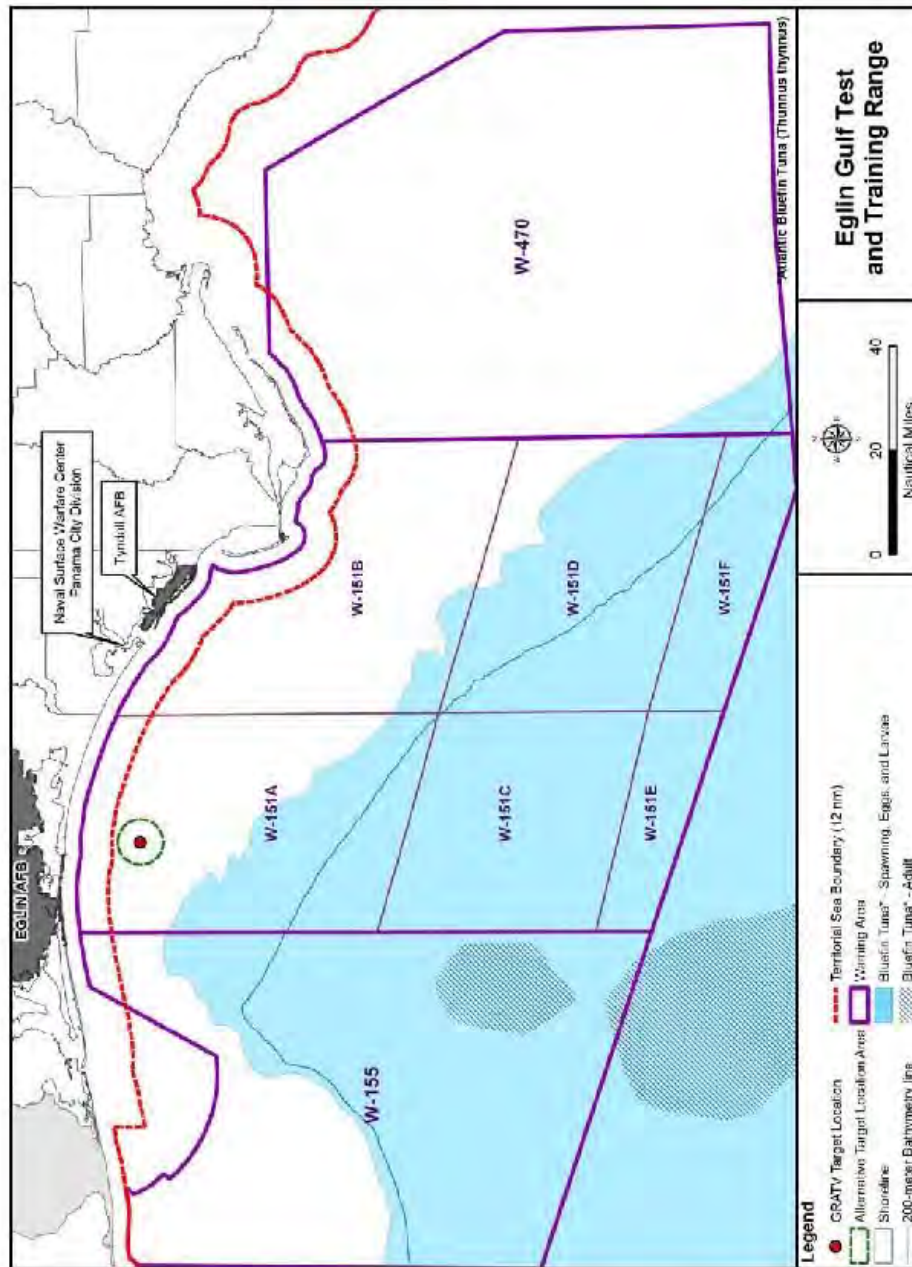 EGLIN AFB
Naval Surface Warfare Center
Panama City Division
Tyndall AFB
W-151A
W-151B
W-151C
W-151D
W-151E
W-151F
W-155
W-470
*Atlantic Bluefin Tuna (Thunnus thynnus)
Legend
GRATV Target Location
Alternative Target Location Area
Shoreline
200-meter Bathymetry line
Territorial Sea Boundary (12 nm)
Warning Area
Bluefin Tuna* - Spawning, Eggs, and Larvae
Bluefin Tuna* - Adult
0 20 40
Nautical Miles
Eglin Gulf Test
and Training Range